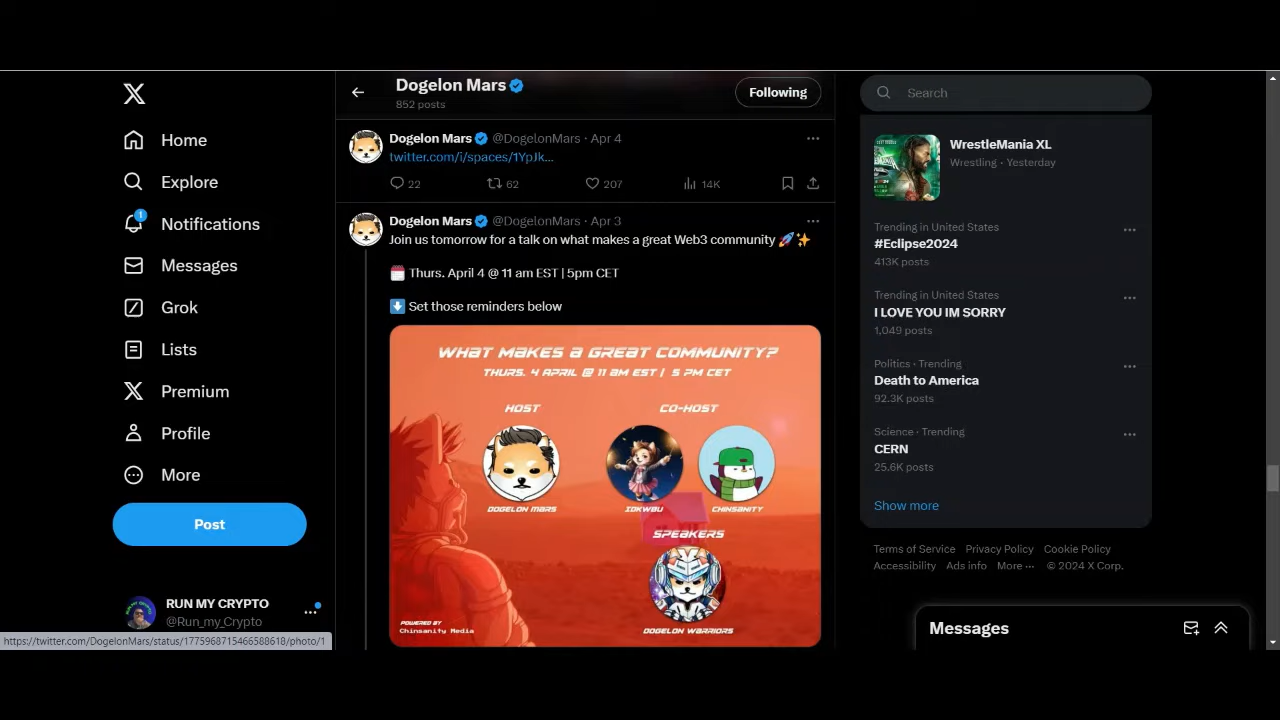 Home
Explore
1
Notifications
Messages
Grok
Lists
Premium
Profile
More
Post
RUN MY CRYPTO
@Run_my_Crypto
https://twitter.com/DogelonMars/status/1775968715466588618/photo/1
Dogelon Mars
852 posts
Following
Dogelon Mars @DogelonMars · Apr 4
twitter.com/i/spaces/1YpJk...
22 62 207 14K
Dogelon Mars @DogelonMars · Apr 3
Join us tomorrow for a talk on what makes a great Web3 community 🚀✨
Thurs. April 4 @ 11 am EST | 5pm CET
Set those reminders below
WHAT MAKES A GREAT COMMUNITY?
THURS. 4 APRIL @ 11 AM EST | 5 PM CET
HOST
CO-HOST
DOGELON MARS
IDKWBU
CHINSANITY
SPEAKERS
DOGELON WARRIORS
POWERED BY
Chinsanity Media
Search
WrestleMania XL
Wrestling · Yesterday
Trending in United States
#Eclipse2024
413K posts
Trending in United States
I LOVE YOU IM SORRY
1,049 posts
Politics · Trending
Death to America
92.3K posts
Science · Trending
CERN
25.6K posts
Show more
Terms of Service Privacy Policy Cookie Policy
Accessibility Ads info More ··· © 2024 X Corp.
Messages